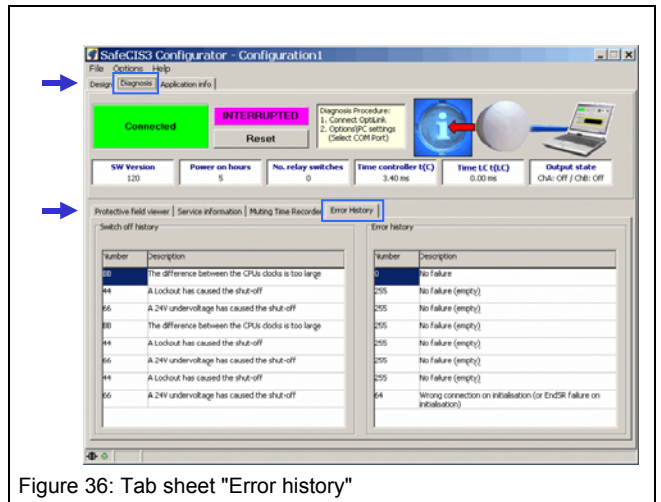 SafeCIS3 Configurator - Configuration1
File Options Help
Design Diagnosis Application info
Connected
INTERRUPTED
Reset
Diagnosis Procedure:
1. Connect OptiLink
2. Options\PC settings
(Select COM Port)
SW Version
120
Power on hours
5
No. relay switches
0
Time controller t(C)
3.40 ms
Time LC t(LC)
0.00 ms
Output state
ChA: Off / ChB: Off
Protective field viewer Service information Muting Time Recorder Error History
Switch off history
Number Description
88 The difference between the CPUs clocks is too large
44 A Lockout has caused the shut-off
66 A 24V undervoltage has caused the shut-off
88 The difference between the CPUs clocks is too large
44 A Lockout has caused the shut-off
66 A 24V undervoltage has caused the shut-off
44 A Lockout has caused the shut-off
66 A 24V undervoltage has caused the shut-off
Error history
Number Description
0 No failure
255 No failure (empty)
255 No failure (empty)
255 No failure (empty)
255 No failure (empty)
255 No failure (empty)
255 No failure (empty)
64 Wrong connection on initialisation (or EndSR failure on
initialisation)
Figure 36: Tab sheet "Error history"